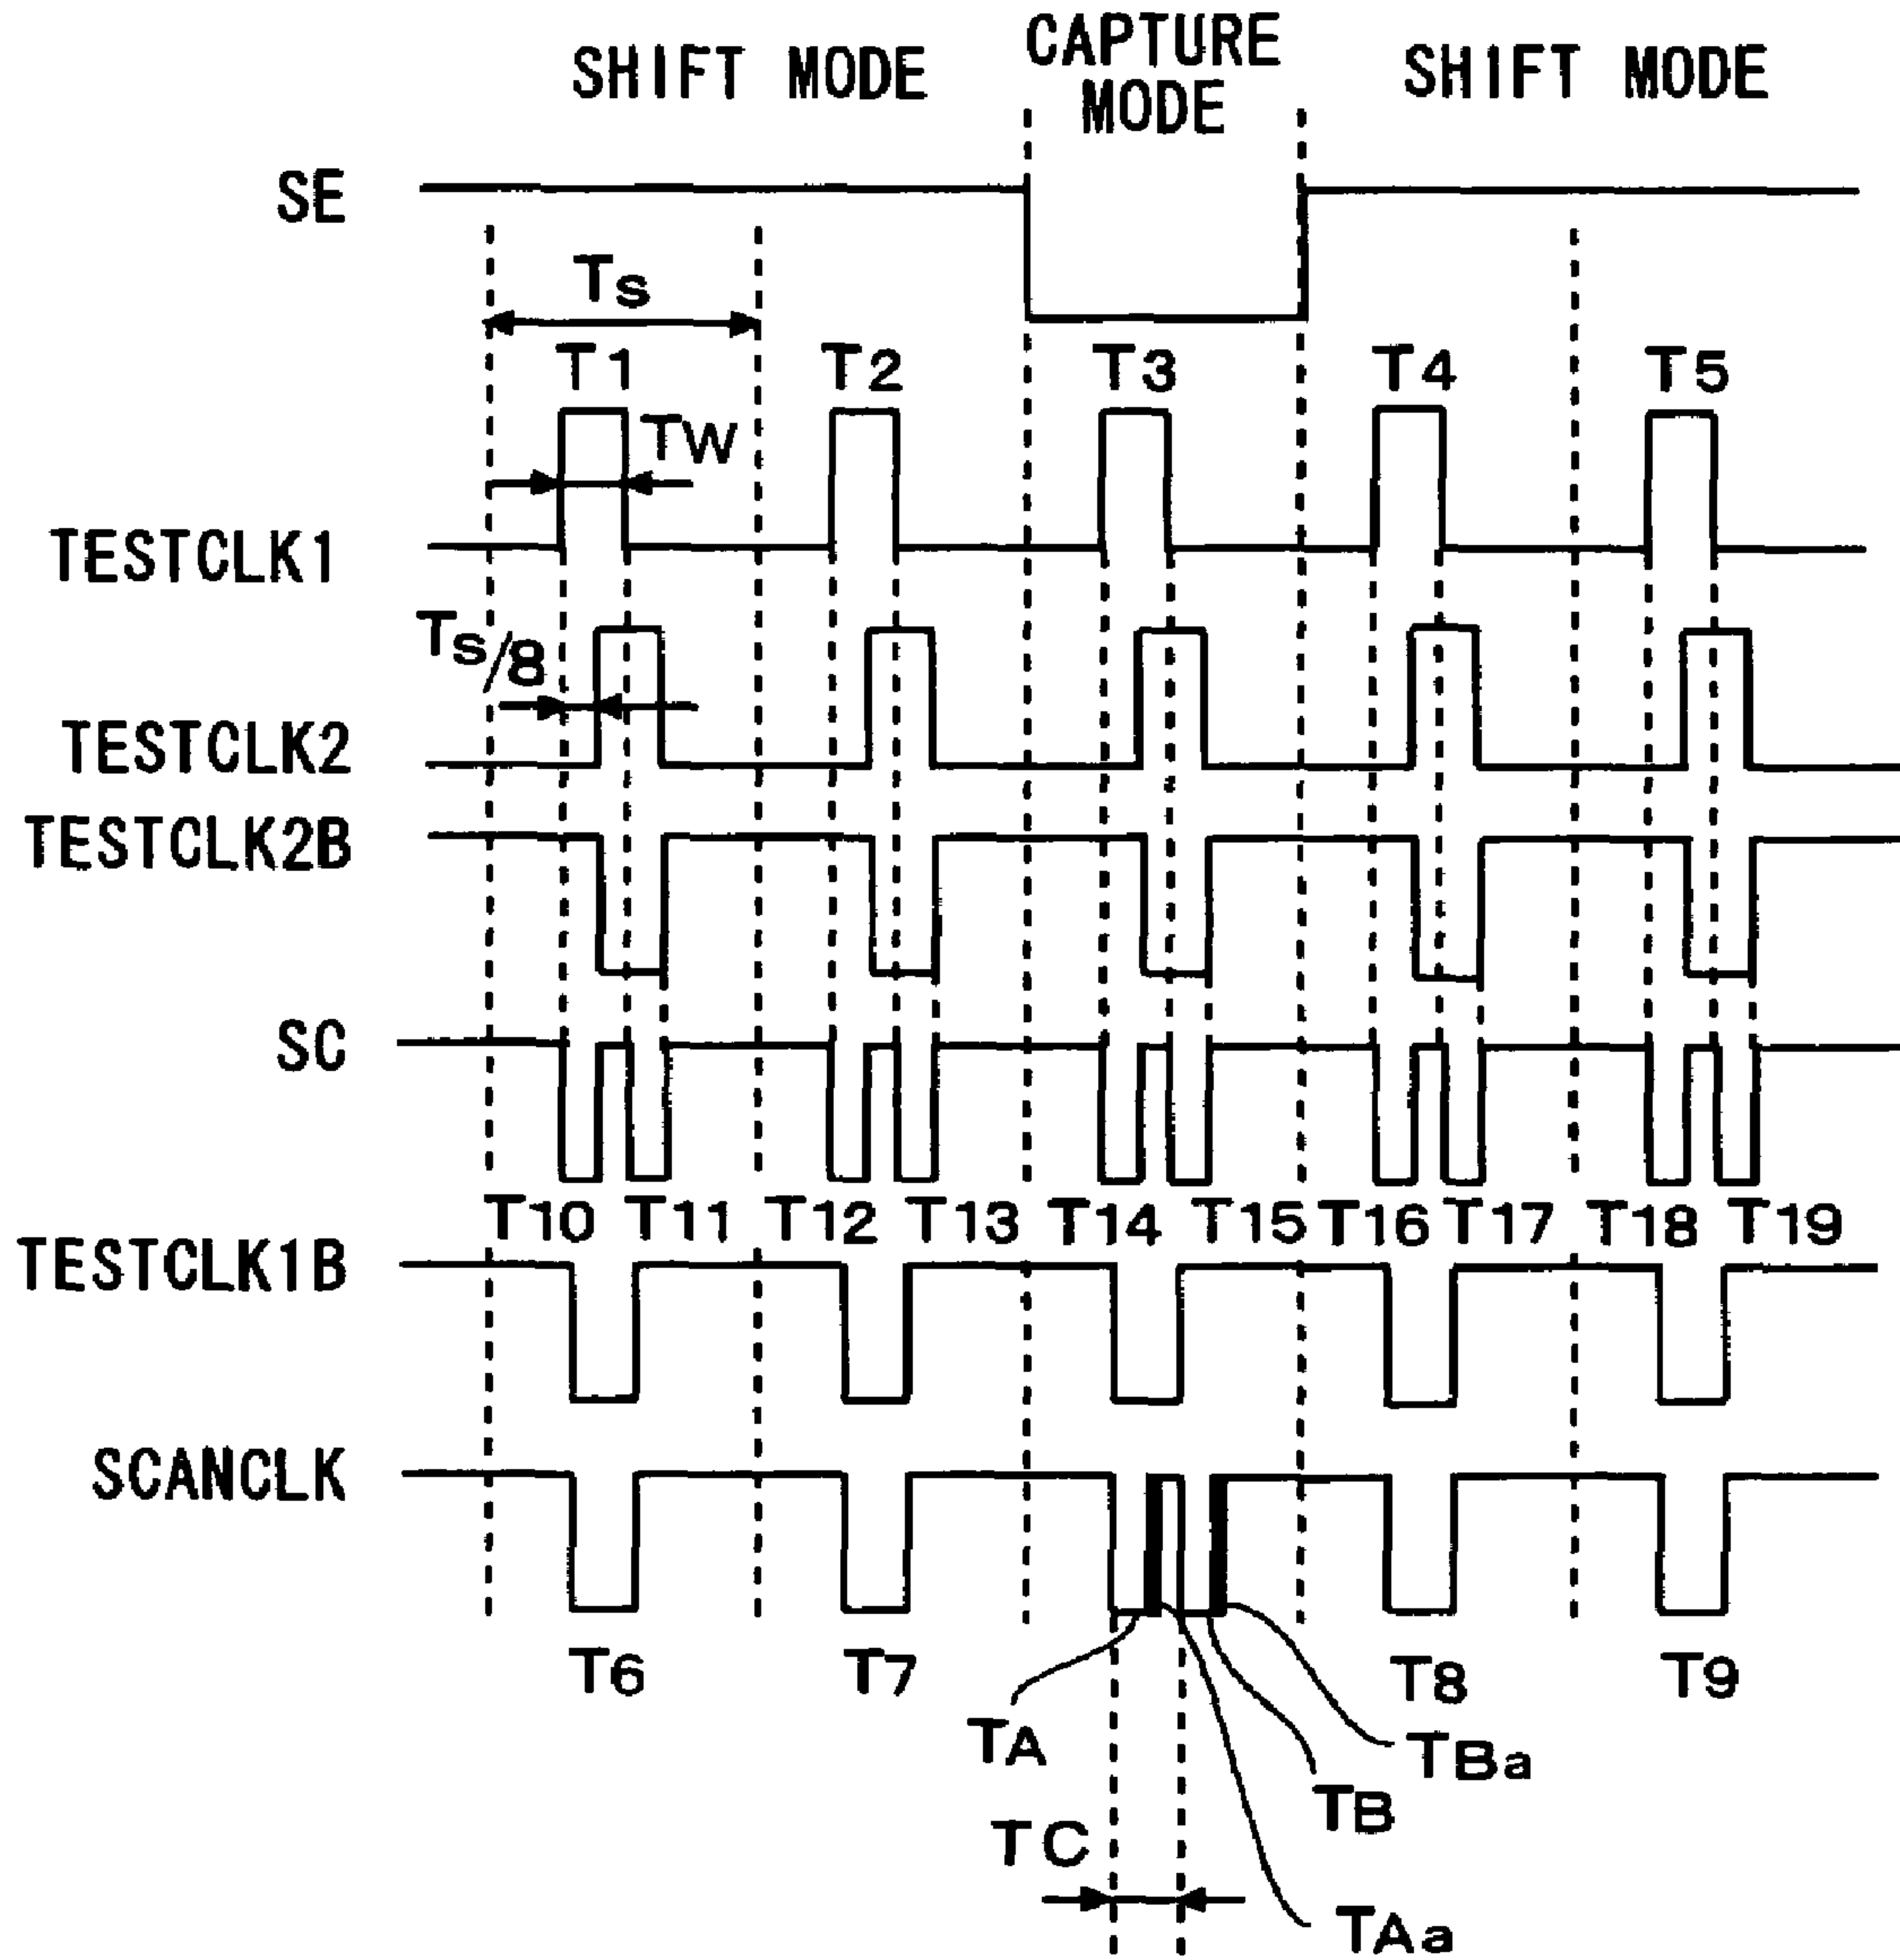 SHIFT MODE
CAPTURE
MODE
SHIFT MODE
SE
Ts
T1 T2 T3 T4 T5
TW
TESTCLK1
Ts/8
TESTCLK2
TESTCLK2B
SC
T10 T11 T12 T13 T14 T15 T16 T17 T18 T19
TESTCLK1B
SCANCLK
T6 T7 T8 T9
TA
TBa
TB
TC
TAa